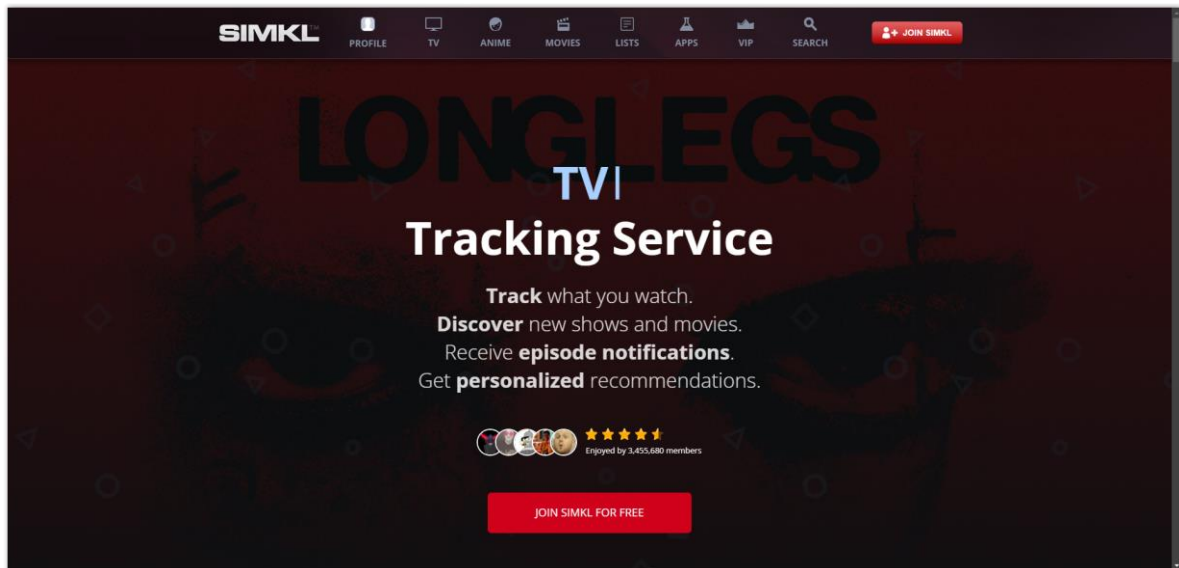 SIMKL™
PROFILE
TV
ANIME
MOVIES
LISTS
APPS
VIP
SEARCH
JOIN SIMKL
LONGLEGS
TV|
Tracking Service
Track what you watch.
Discover new shows and movies.
Receive episode notifications.
Get personalized recommendations.
Enjoyed by 3,455,680 members
JOIN SIMKL FOR FREE